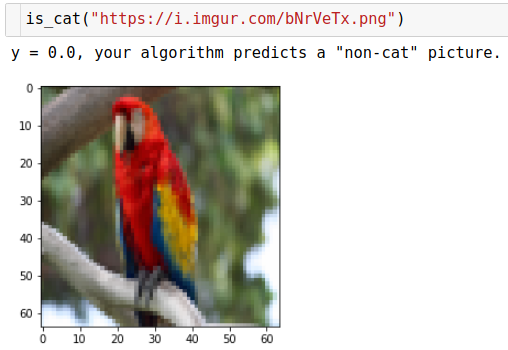 is_cat("https://i.imgur.com/bNrVeTx.png")
y = 0.0, your algorithm predicts a "non-cat" picture.
0
10
20
30
40
50
60
0 10 20 30 40 50 60